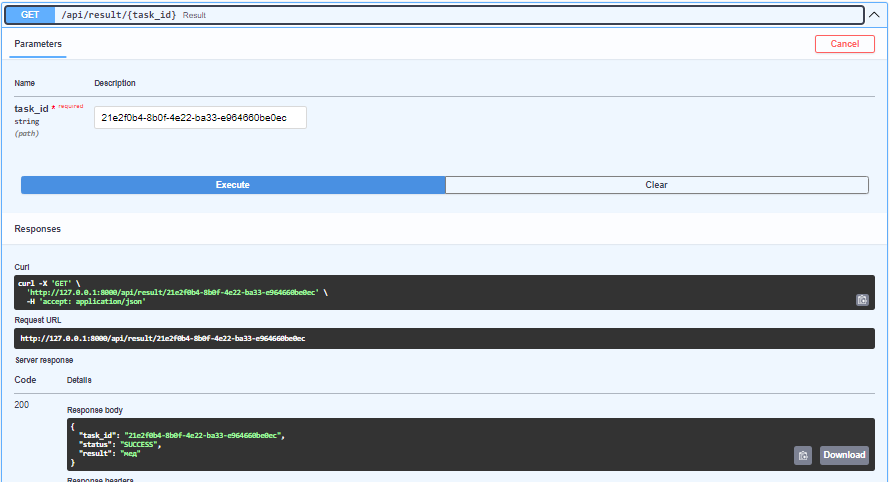 GET /api/result/{task_id} Result
Parameters Cancel
Name Description
task_id * required
string
(path)
21e2f0b4-8b0f-4e22-ba33-e964660be0ec
Execute Clear
Responses
Curl
curl -X 'GET' \
'http://127.0.0.1:8000/api/result/21e2f0b4-8b0f-4e22-ba33-e964660be0ec' \
-H 'accept: application/json'
Request URL
http://127.0.0.1:8000/api/result/21e2f0b4-8b0f-4e22-ba33-e964660be0ec
Server response
Code Details
200
Response body
{
"task_id": "21e2f0b4-8b0f-4e22-ba33-e964660be0ec",
"status": "SUCCESS",
"result": "мед"
}
Download
Response headers